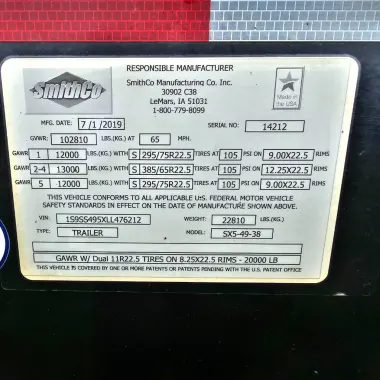 RESPONSIBLE MANUFACTURER
SmithCo
SmithCo Manufacturing Co. Inc.
30902 C38
LeMars, IA 51031
1-800-779-8099
Made in
the USA
MFG. DATE: 7/1/2019 SERIAL NO: 14212
GVWR: 102810 LBS.(KG.) AT 65 MPH.
GAWR 1 12000 LBS.(KG.) WITH S 295/75R22.5 TIRES AT 105 PSI ON 9.00X22.5 RIMS
GAWR 2-4 13000 LBS.(KG.) WITH S 385/65R22.5 TIRES AT 105 PSI ON 12.25X22.5 RIMS
GAWR 5 12000 LBS.(KG.) WITH S 295/75R22.5 TIRES AT 105 PSI ON 9.00X22.5 RIMS
THIS VEHICLE CONFORMS TO ALL APPLICABLE U.S. FEDERAL MOTOR VEHICLE
SAFETY STANDARDS IN EFFECT ON THE DATE OF MANUFACTURE SHOWN ABOVE.
VIN: 1S9SS495XLL476212 WEIGHT: 22810 LBS.(KG.)
TYPE: TRAILER MODEL: SX5-49-38
GAWR W/ Dual 11R22.5 TIRES ON 8.25X22.5 RIMS - 20000 LB
THIS VEHICLE IS COVERED BY ONE OR MORE PATENTS OR PATENTS PENDING WITH THE U.S. PATENT OFFICE